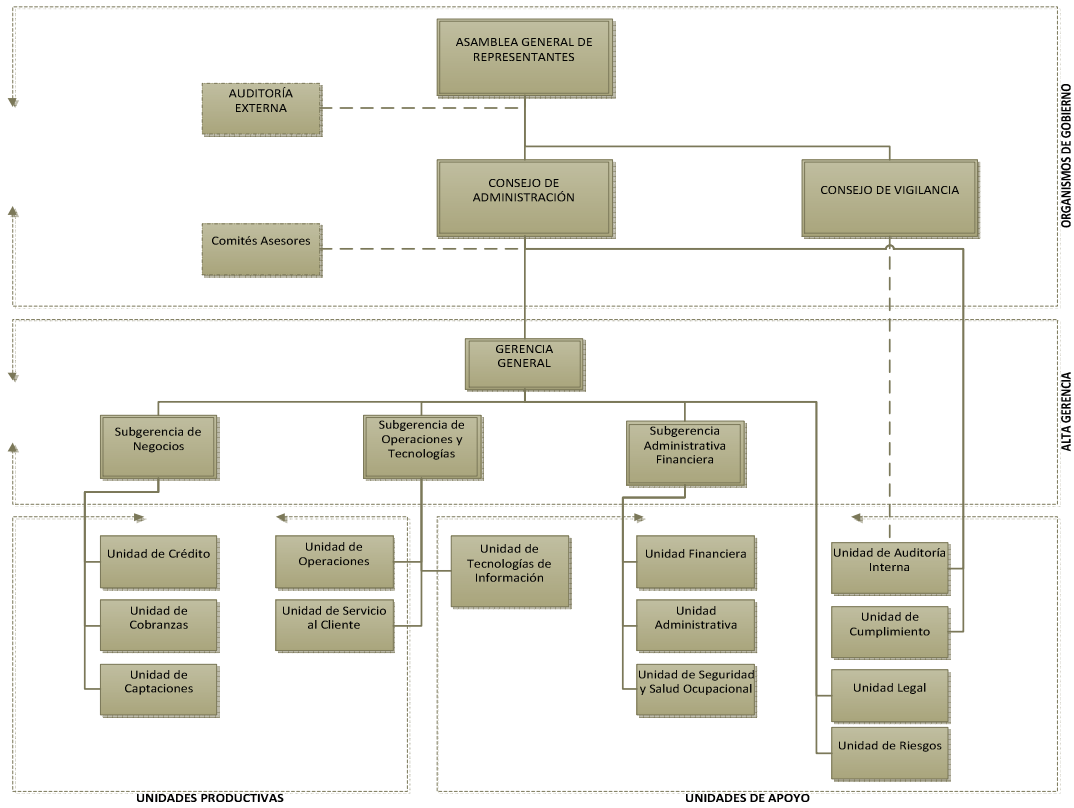 ASAMBLEA GENERAL DE
REPRESENTANTES
AUDITORÍA
EXTERNA
CONSEJO DE
ADMINISTRACIÓN
CONSEJO DE VIGILANCIA
Comités Asesores
ORGANISMOS DE GOBIERNO
GERENCIA
GENERAL
Subgerencia de
Negocios
Subgerencia de
Operaciones y
Tecnologías
Subgerencia
Administrativa
Financiera
ALTA GERENCIA
Unidad de Crédito
Unidad de
Cobranzas
Unidad de
Captaciones
Unidad de
Operaciones
Unidad de Servicio
al Cliente
Unidad de
Tecnologías de
Información
Unidad Financiera
Unidad
Administrativa
Unidad de Seguridad
y Salud Ocupacional
Unidad de Auditoría
Interna
Unidad de
Cumplimiento
Unidad Legal
Unidad de Riesgos
UNIDADES PRODUCTIVAS
UNIDADES DE APOYO